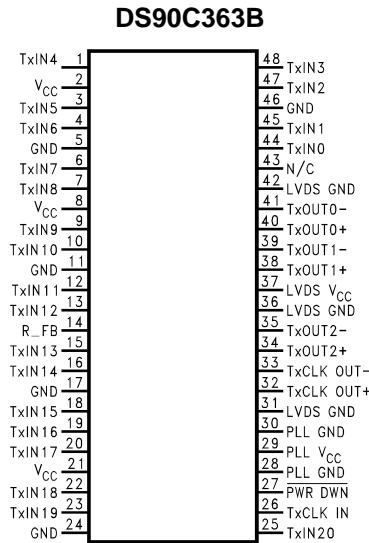 DS90C363B
TxIN4 1
VCC 2
TxIN5 3
TxIN6 4
GND 5
TxIN7 6
TxIN8 7
VCC 8
TxIN9 9
TxIN10 10
GND 11
TxIN11 12
TxIN12 13
R_FB 14
TxIN13 15
TxIN14 16
GND 17
TxIN15 18
TxIN16 19
TxIN17 20
VCC 21
TxIN18 22
TxIN19 23
GND 24
48 TxIN3
47 TxIN2
46 GND
45 TxIN1
44 TxIN0
43 N/C
42 LVDS GND
41 TxOUT0-
40 TxOUT0+
39 TxOUT1-
38 TxOUT1+
37 LVDS VCC
36 LVDS GND
35 TxOUT2-
34 TxOUT2+
33 TxCLK OUT-
32 TxCLK OUT+
31 LVDS GND
30 PLL GND
29 PLL VCC
28 PLL GND
27 PWR DWN
26 TxCLK IN
25 TxIN20